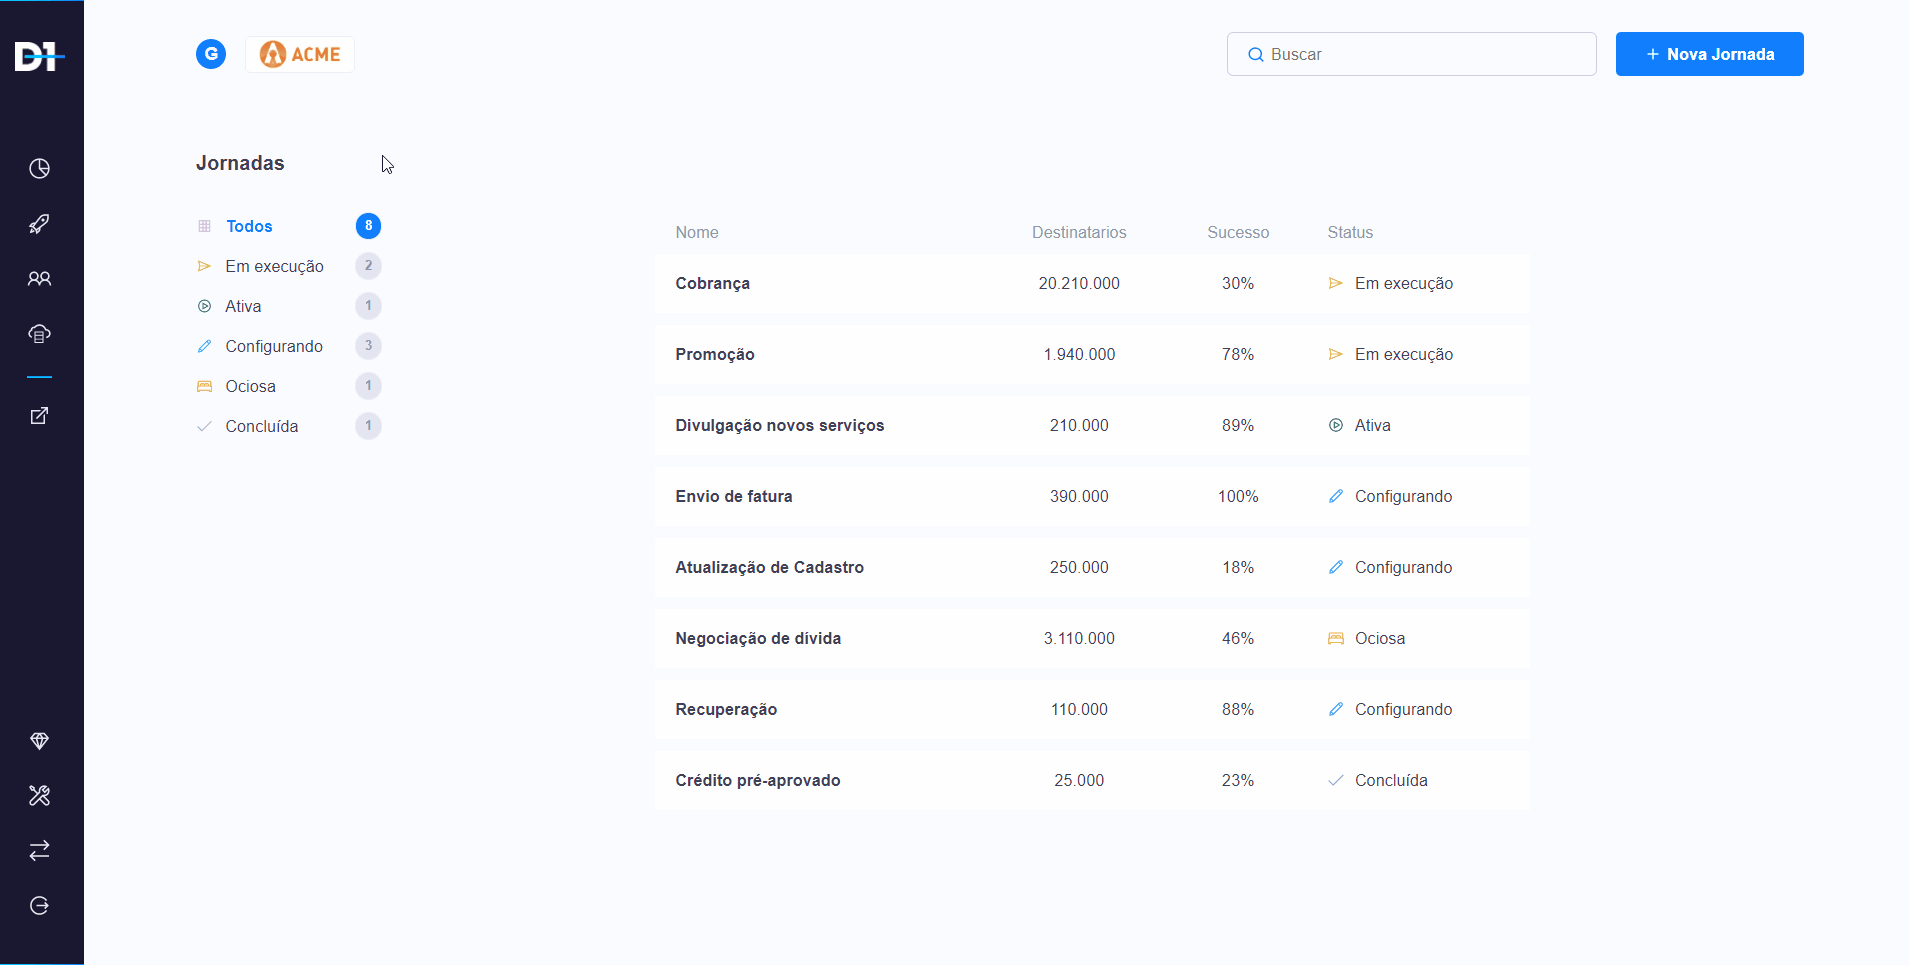 D1
G ACME Buscar + Nova Jornada
Jornadas
Todos 8
Em execução 2
Ativa 1
Configurando 3
Ociosa 1
Concluída 1
Nome Destinatarios Sucesso Status
Cobrança 20.210.000 30% Em execução
Promoção 1.940.000 78% Em execução
Divulgação novos serviços 210.000 89% Ativa
Envio de fatura 390.000 100% Configurando
Atualização de Cadastro 250.000 18% Configurando
Negociação de dívida 3.110.000 46% Ociosa
Recuperação 110.000 88% Configurando
Crédito pré-aprovado 25.000 23% Concluída